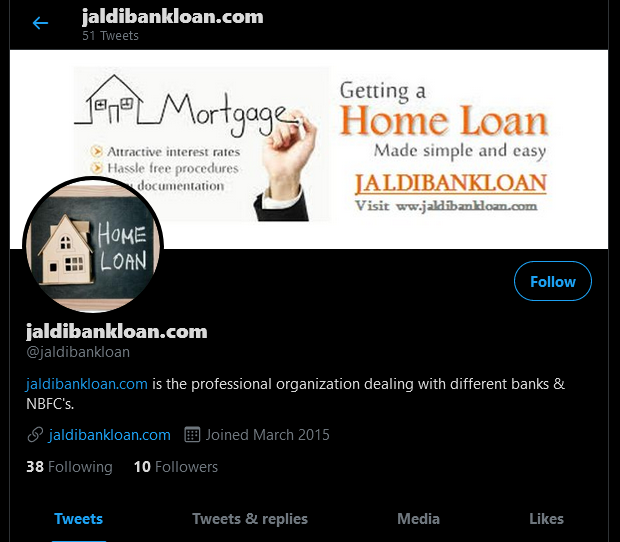 jaldibankloan.com
51 Tweets
Mortgage
Attractive interest rates
Hassle free procedures
documentation
Getting a
Home Loan
Made simple and easy
JALDIBANKLOAN
Visit www.jaldibankloan.com
HOME
LOAN
Follow
jaldibankloan.com
@jaldibankloan
jaldibankloan.com is the professional organization dealing with different banks &
NBFC's.
jaldibankloan.com Joined March 2015
38 Following 10 Followers
Tweets Tweets & replies Media Likes